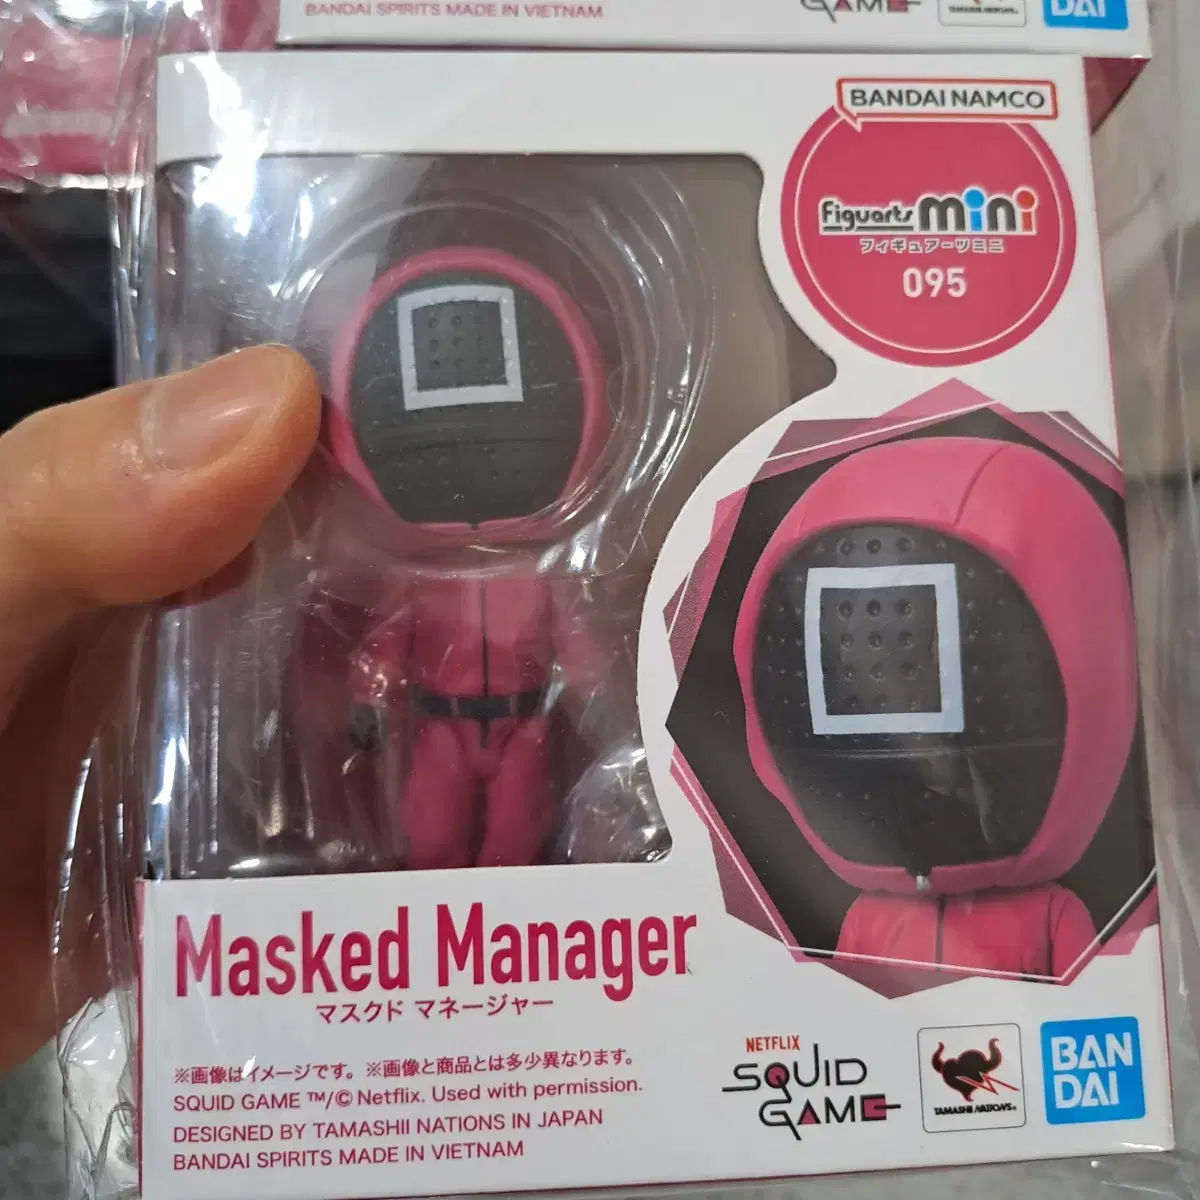 BANDAI SPIRITS MADE IN VIETNAM
GAME
TAMASHII NATIONS
DAI
BANDAI NAMCO
Figuarts mini
フィギュアーツミニ
095
Masked Manager
マスクド マネージャー
※画像はイメージです。※画像と商品とは多少異なります。
SQUID GAME ™/© Netflix. Used with permission.
DESIGNED BY TAMASHII NATIONS IN JAPAN
BANDAI SPIRITS MADE IN VIETNAM
NETFLIX
SQUID
GAME
TAMASHII NATIONS®
BAN
DAI